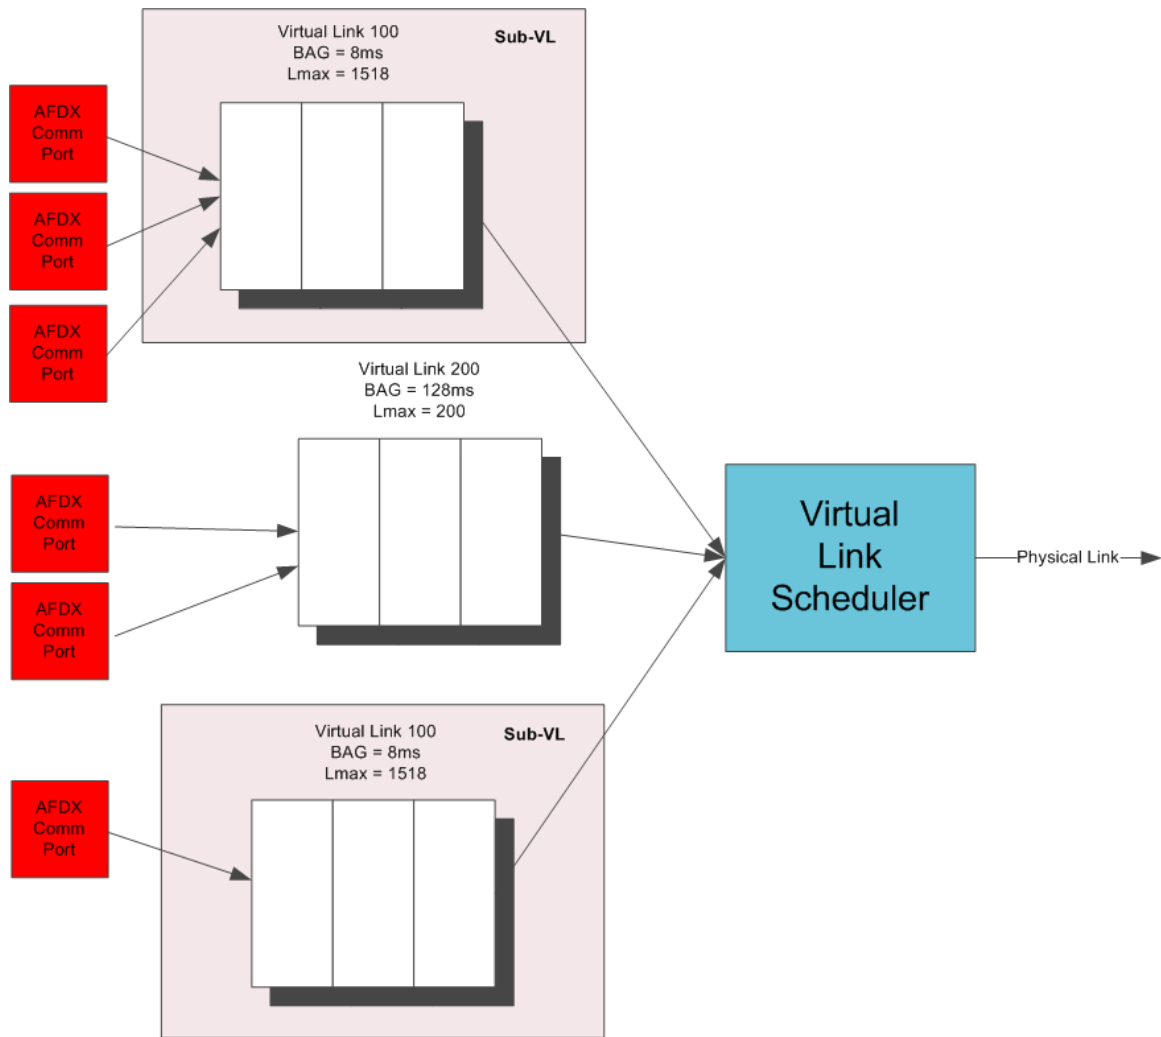 Virtual Link 100
BAG = 8ms
Lmax = 1518
Sub-VL
AFDX
Comm
Port
AFDX
Comm
Port
AFDX
Comm
Port
Virtual Link 200
BAG = 128ms
Lmax = 200
AFDX
Comm
Port
AFDX
Comm
Port
Virtual
Link
Scheduler
Physical Link
Virtual Link 100
BAG = 8ms
Lmax = 1518
Sub-VL
AFDX
Comm
Port